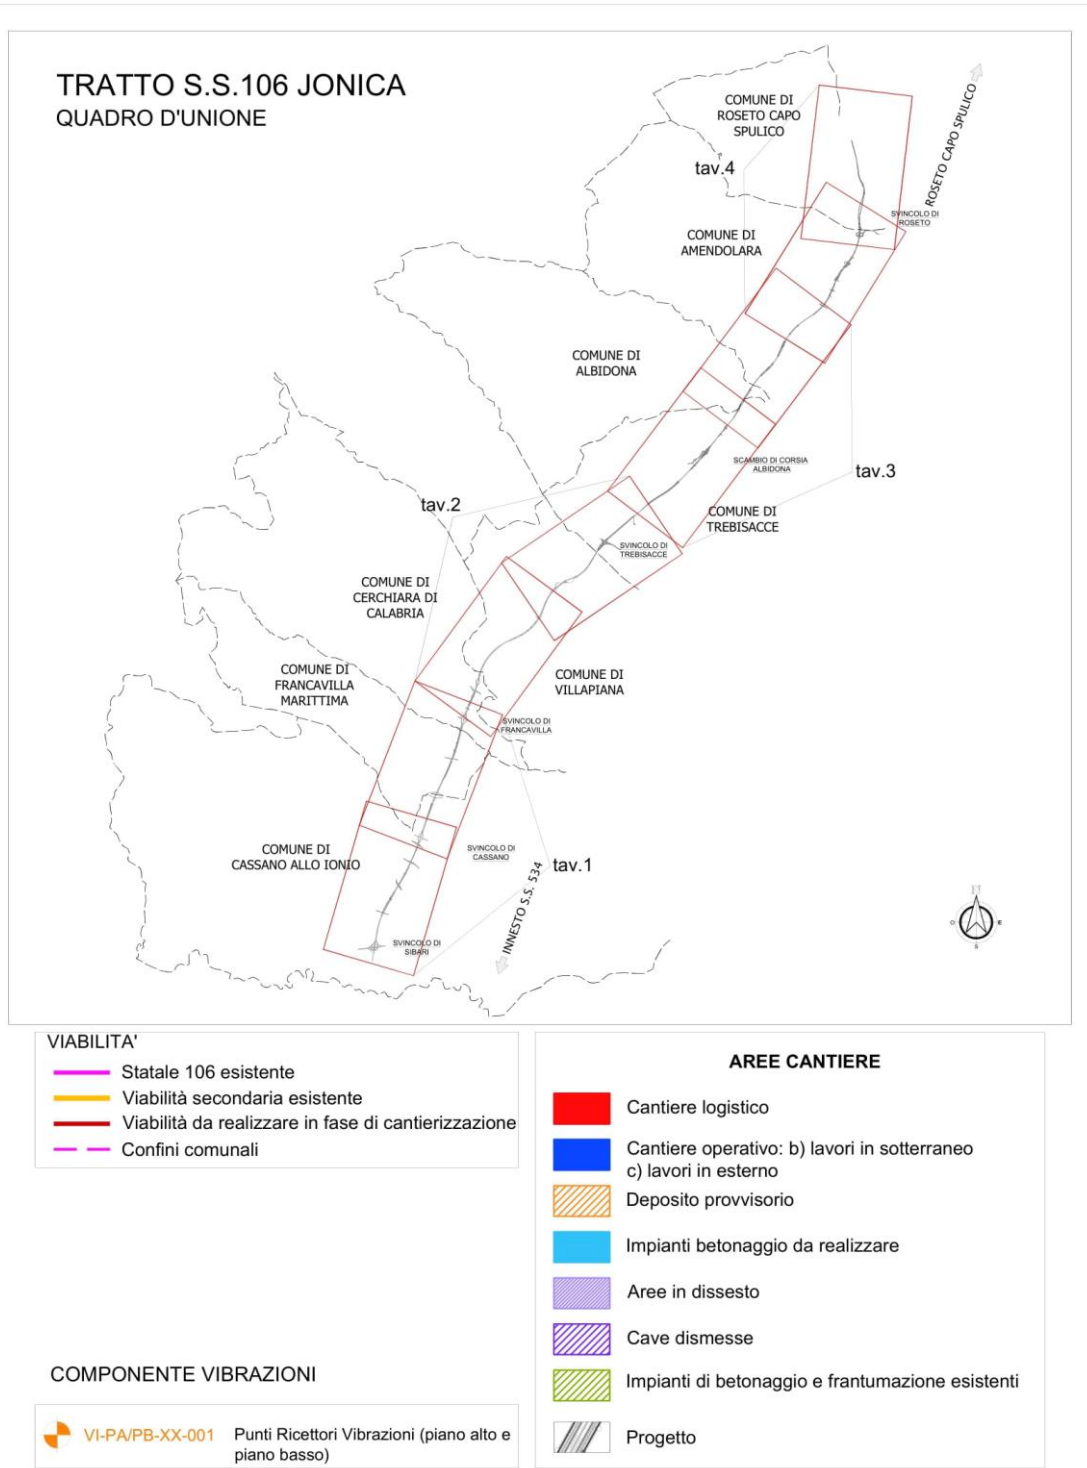 TRATTO S.S.106 JONICA
QUADRO D'UNIONE
COMUNE DI
ROSETO CAPO
SPULICO
ROSETO CAPO SPULICO
tav.4
SVINCOLO DI
ROSETO
COMUNE DI
AMENDOLARA
COMUNE DI
ALBIDONA
SCAMBIO DI CORSIA
ALBIDONA
tav.3
tav.2
COMUNE DI
TREBISACCE
SVINCOLO DI
TREBISACCE
COMUNE DI
CERCHIARA DI
CALABRIA
COMUNE DI
FRANCAVILLA
MARITTIMA
COMUNE DI
VILLAPIANA
SVINCOLO DI
FRANCAVILLA
COMUNE DI
CASSANO ALLO IONIO
SVINCOLO DI
CASSANO
tav.1
INNESTO S.S. 534
SVINCOLO DI
SIBARI
N
O
E
S
VIABILITA'
Statale 106 esistente
Viabilità secondaria esistente
Viabilità da realizzare in fase di cantierizzazione
Confini comunali
COMPONENTE VIBRAZIONI
VI-PA/PB-XX-001
Punti Ricettori Vibrazioni (piano alto e
piano basso)
AREE CANTIERE
Cantiere logistico
Cantiere operativo: b) lavori in sotterraneo
c) lavori in esterno
Deposito provvisorio
Impianti betonaggio da realizzare
Aree in dissesto
Cave dismesse
Impianti di betonaggio e frantumazione esistenti
Progetto